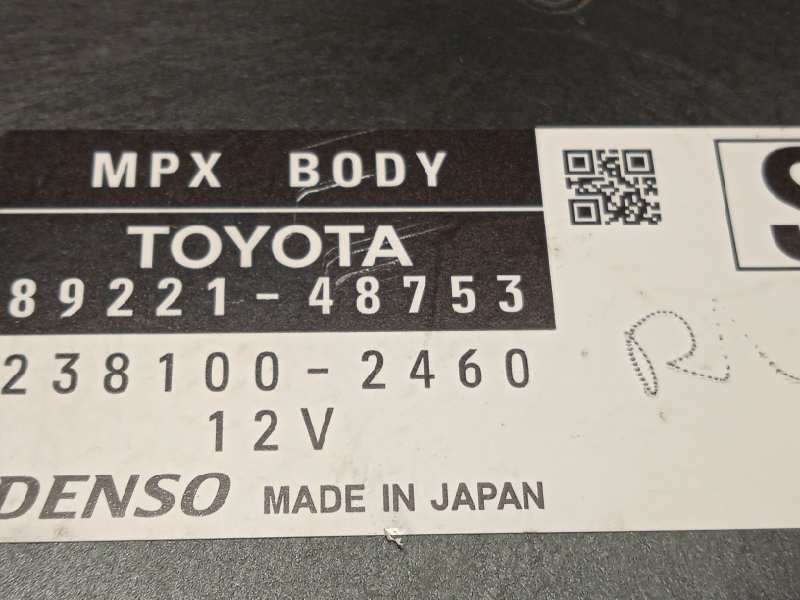 MPX BODY
TOYOTA
89221-48753
238100-2460
12V
DENSO MADE IN JAPAN
S